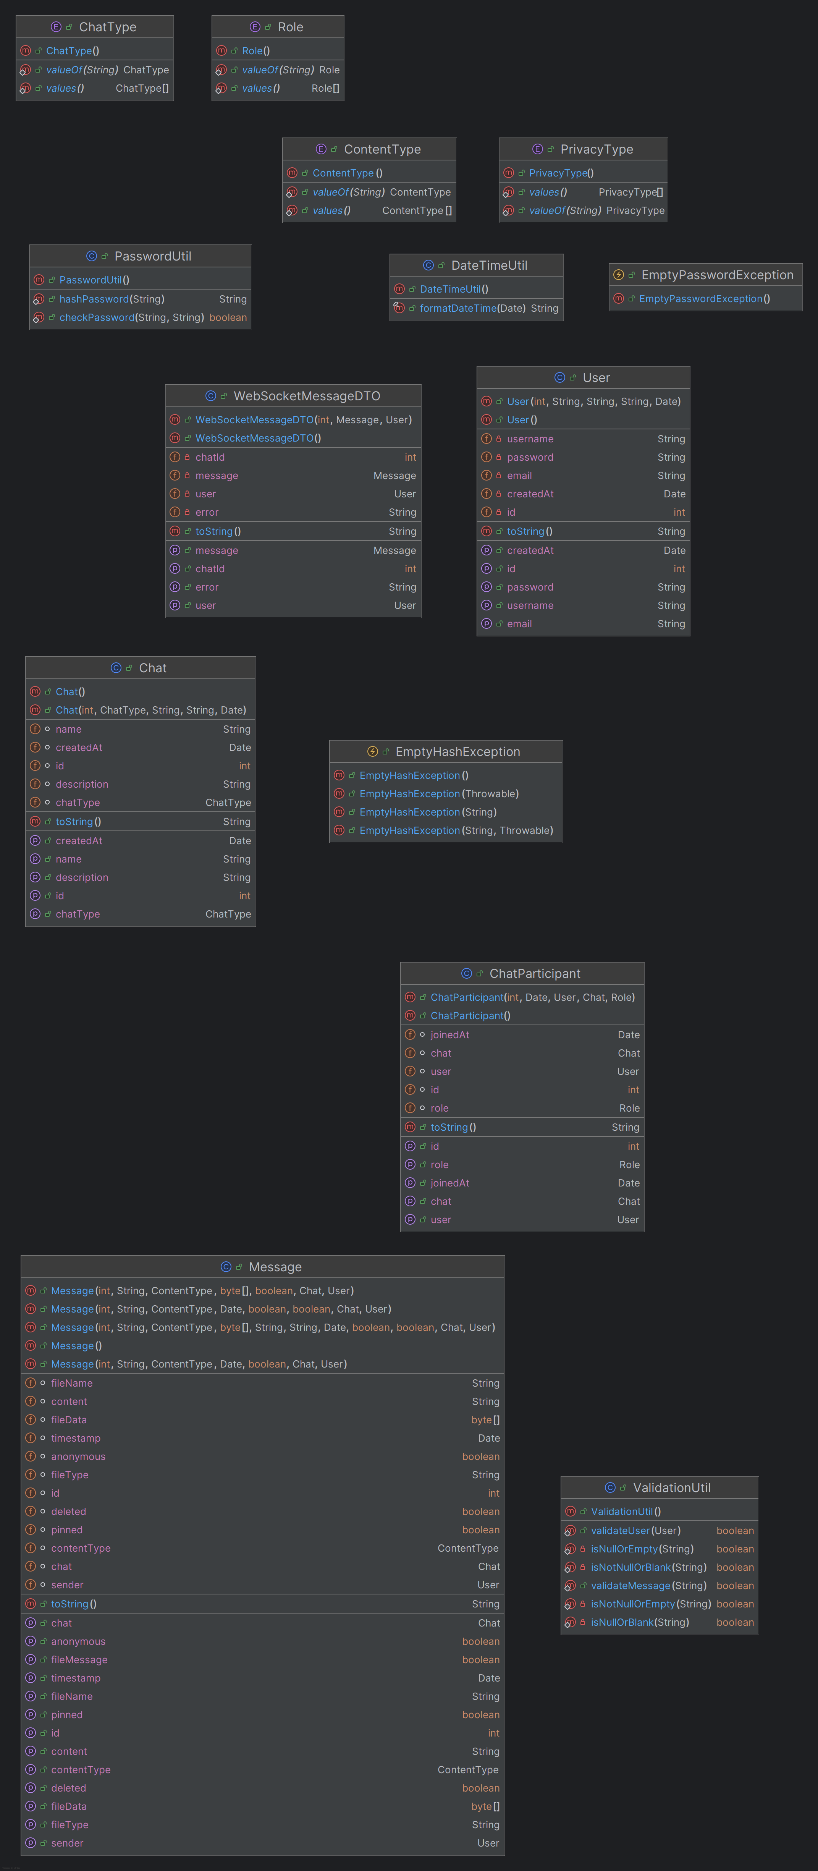 ChatType
ChatType()
valueOf(String) ChatType
values() ChatType[]
Role
Role()
valueOf(String) Role
values() Role[]
ContentType
ContentType()
valueOf(String) ContentType
values() ContentType[]
PrivacyType
PrivacyType()
values() PrivacyType[]
valueOf(String) PrivacyType
PasswordUtil
PasswordUtil()
hashPassword(String) String
checkPassword(String, String) boolean
DateTimeUtil
DateTimeUtil()
formatDateTime(Date) String
EmptyPasswordException
EmptyPasswordException()
WebSocketMessageDTO
WebSocketMessageDTO(int, Message, User)
WebSocketMessageDTO()
chatId int
message Message
user User
error String
toString() String
message Message
chatId int
error String
user User
User
User(int, String, String, String, Date)
User()
username String
password String
email String
createdAt Date
id int
toString() String
createdAt Date
id int
password String
username String
email String
Chat
Chat()
Chat(int, ChatType, String, String, Date)
name String
createdAt Date
id int
description String
chatType ChatType
toString() String
createdAt Date
name String
description String
id int
chatType ChatType
EmptyHashException
EmptyHashException()
EmptyHashException(Throwable)
EmptyHashException(String)
EmptyHashException(String, Throwable)
ChatParticipant
ChatParticipant(int, Date, User, Chat, Role)
ChatParticipant()
joinedAt Date
chat Chat
user User
id int
role Role
toString() String
id int
role Role
joinedAt Date
chat Chat
user User
Message
Message(int, String, ContentType, byte[], boolean, Chat, User)
Message(int, String, ContentType, Date, boolean, boolean, Chat, User)
Message(int, String, ContentType, byte[], String, String, Date, boolean, boolean, Chat, User)
Message()
Message(int, String, ContentType, Date, boolean, Chat, User)
fileName String
content String
fileData byte[]
timestamp Date
anonymous boolean
fileType String
id int
deleted boolean
pinned boolean
contentType ContentType
chat Chat
sender User
toString() String
chat Chat
anonymous boolean
fileMessage boolean
timestamp Date
fileName String
pinned boolean
id int
content String
contentType ContentType
deleted boolean
fileData byte[]
fileType String
sender User
ValidationUtil
ValidationUtil()
validateUser(User) boolean
isNullOrEmpty(String) boolean
isNotNullOrBlank(String) boolean
validateMessage(String) boolean
isNotNullOrEmpty(String) boolean
isNullOrBlank(String) boolean